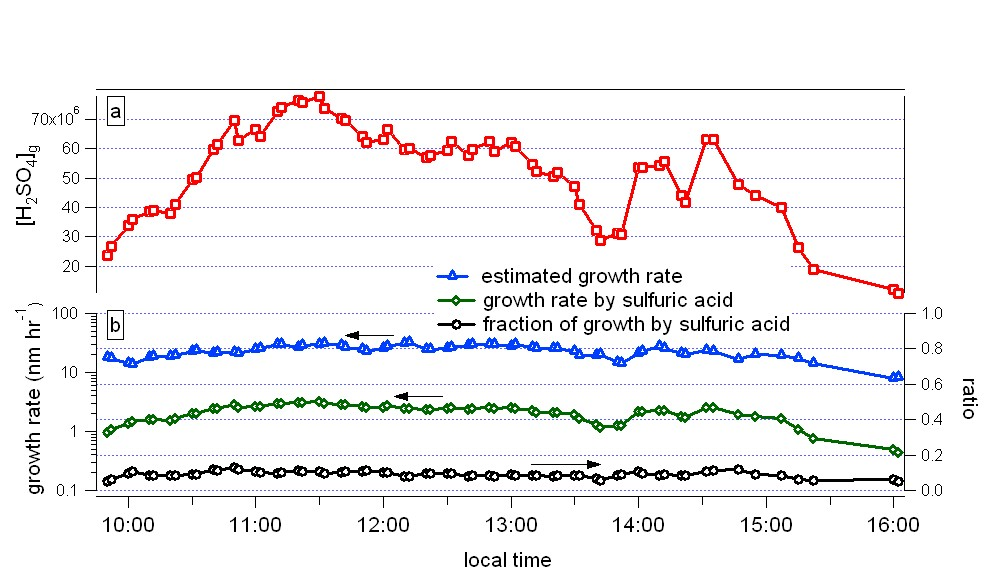 a
70x10⁶
60
50
40
30
20
[H₂SO₄]g
estimated growth rate
growth rate by sulfuric acid
fraction of growth by sulfuric acid
b
100
10
1
0.1
growth rate (nm hr⁻¹)
1.0
0.8
0.6
0.4
0.2
0.0
ratio
10:00 11:00 12:00 13:00 14:00 15:00 16:00
local time